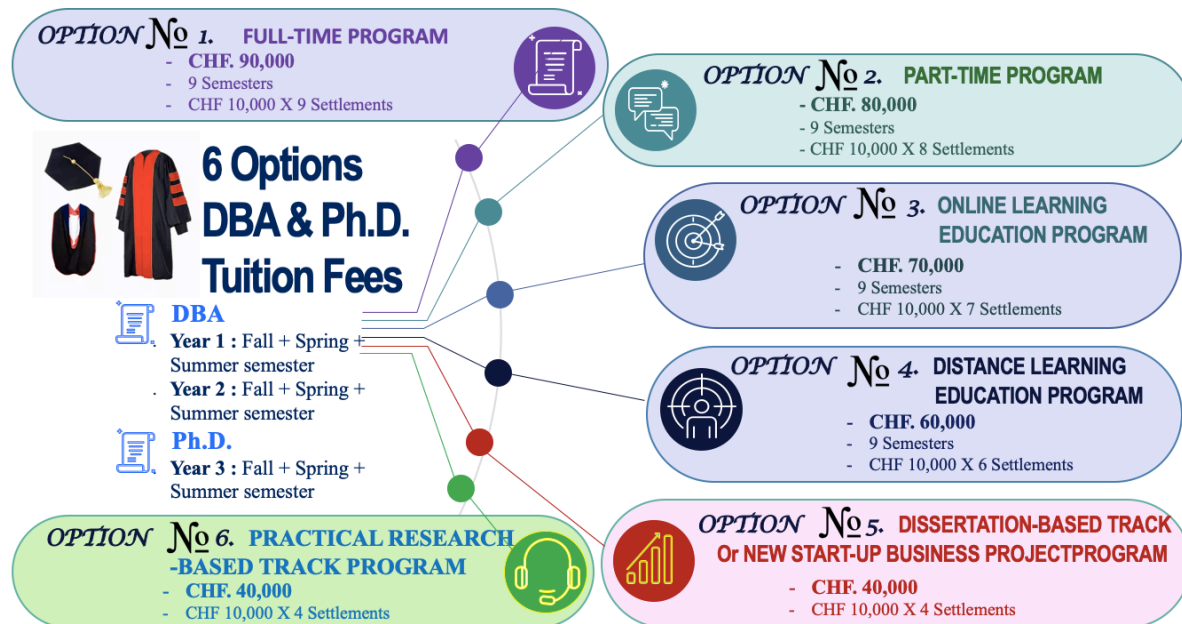 OPTION No 1. FULL-TIME PROGRAM
- CHF. 90,000
- 9 Semesters
- CHF 10,000 X 9 Settlements
OPTION No 2. PART-TIME PROGRAM
- CHF. 80,000
- 9 Semesters
- CHF 10,000 X 8 Settlements
6 Options
DBA & Ph.D.
Tuition Fees
OPTION No 3. ONLINE LEARNING
EDUCATION PROGRAM
- CHF. 70,000
- 9 Semesters
- CHF 10,000 X 7 Settlements
DBA
Year 1 : Fall + Spring +
Summer semester
. Year 2 : Fall + Spring +
Summer semester
Ph.D.
Year 3 : Fall + Spring +
Summer semester
OPTION No 4. DISTANCE LEARNING
EDUCATION PROGRAM
- CHF. 60,000
- 9 Semesters
- CHF 10,000 X 6 Settlements
OPTION No 5. DISSERTATION-BASED TRACK
Or NEW START-UP BUSINESS PROJECTPROGRAM
- CHF. 40,000
- CHF 10,000 X 4 Settlements
OPTION No 6. PRACTICAL RESEARCH
-BASED TRACK PROGRAM
- CHF. 40,000
- CHF 10,000 X 4 Settlements